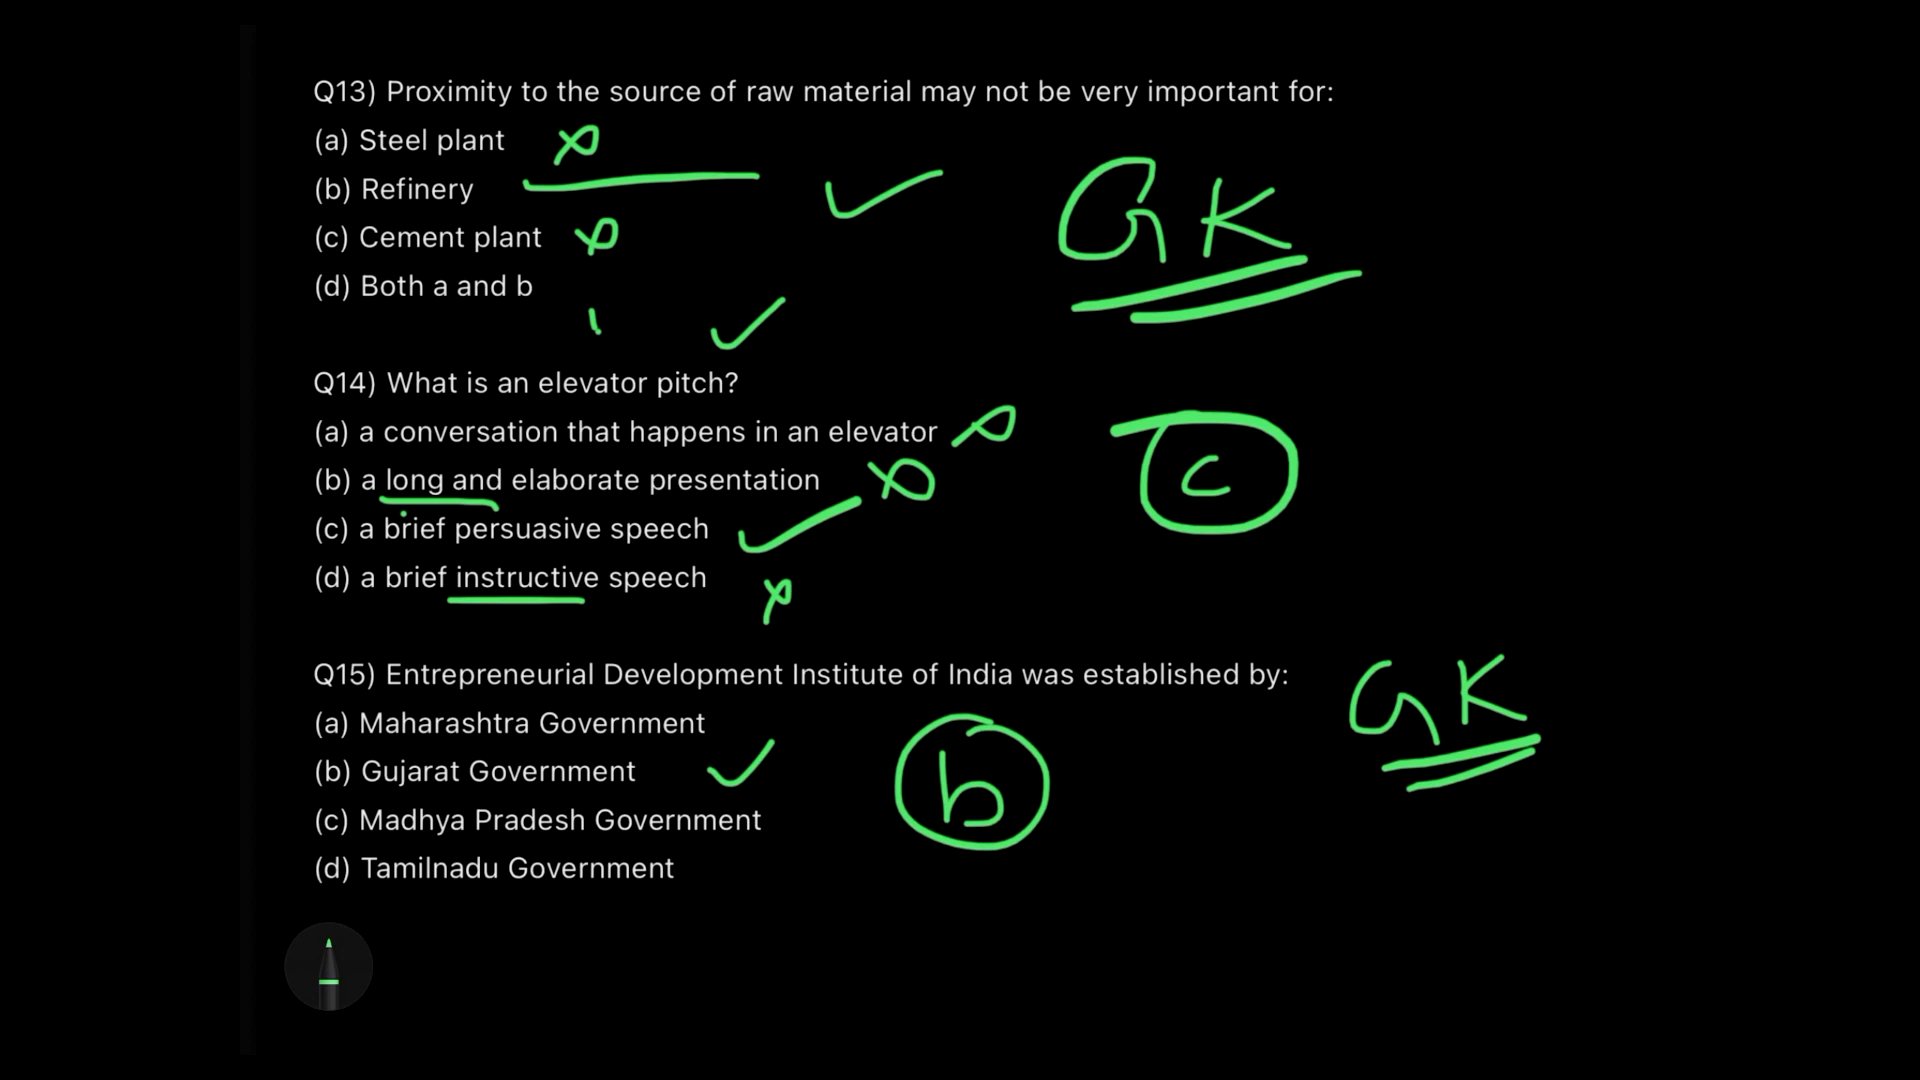 Q13) Proximity to the source of raw material may not be very important for:
(a) Steel plant
(b) Refinery
(c) Cement plant
(d) Both a and b
GK
Q14) What is an elevator pitch?
(a) a conversation that happens in an elevator
(b) a long and elaborate presentation
(c) a brief persuasive speech
(d) a brief instructive speech
c
Q15) Entrepreneurial Development Institute of India was established by:
(a) Maharashtra Government
(b) Gujarat Government
(c) Madhya Pradesh Government
(d) Tamilnadu Government
b
GK